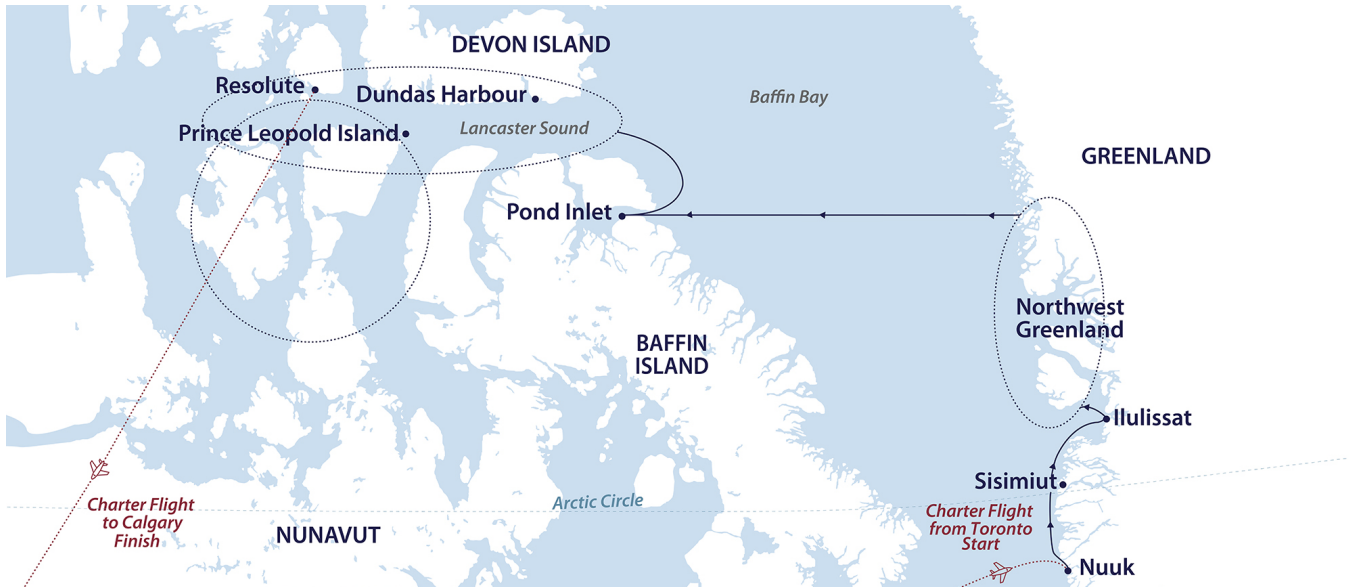 DEVON ISLAND
Resolute
Dundas Harbour
Baffin Bay
Prince Leopold Island
Lancaster Sound
GREENLAND
Pond Inlet
Northwest
Greenland
BAFFIN
ISLAND
Ilulissat
Sisimiut
Arctic Circle
Charter Flight
to Calgary
Finish
Charter Flight
from Toronto
Start
NUNAVUT
Nuuk